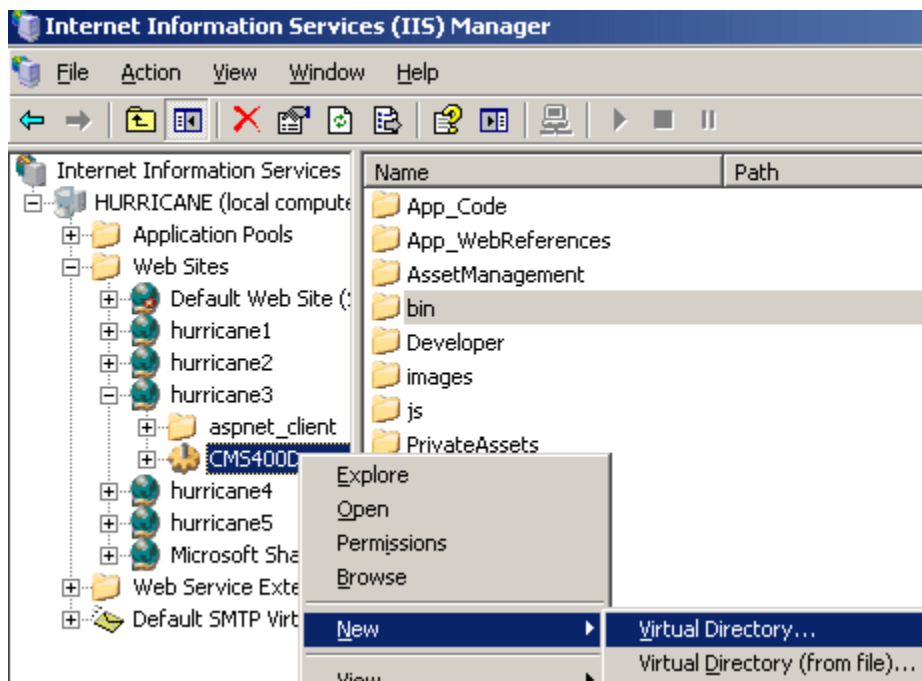 Internet Information Services (IIS) Manager
File Action View Window Help
Internet Information Services
Name Path
HURRICANE (local compute
App_Code
Application Pools
App_WebReferences
Web Sites
AssetManagement
Default Web Site (
bin
hurricane1
Developer
hurricane2
images
hurricane3
js
aspnet_client
PrivateAssets
CMS400D
Explore
hurricane4
Open
hurricane5
Permissions
Microsoft Sha
Browse
Web Service Exte
Default SMTP Virt
New
Virtual Directory...
Virtual Directory (from file)...
View